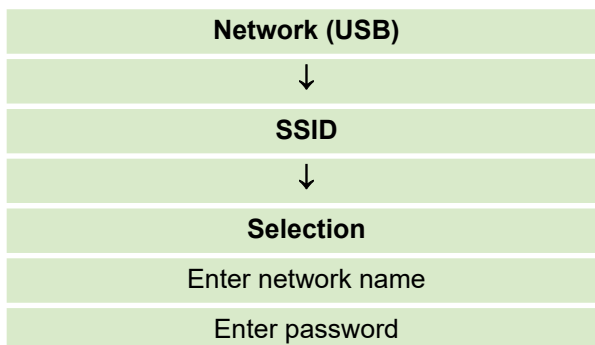 Network (USB)
↓
SSID
↓
Selection
Enter network name
Enter password